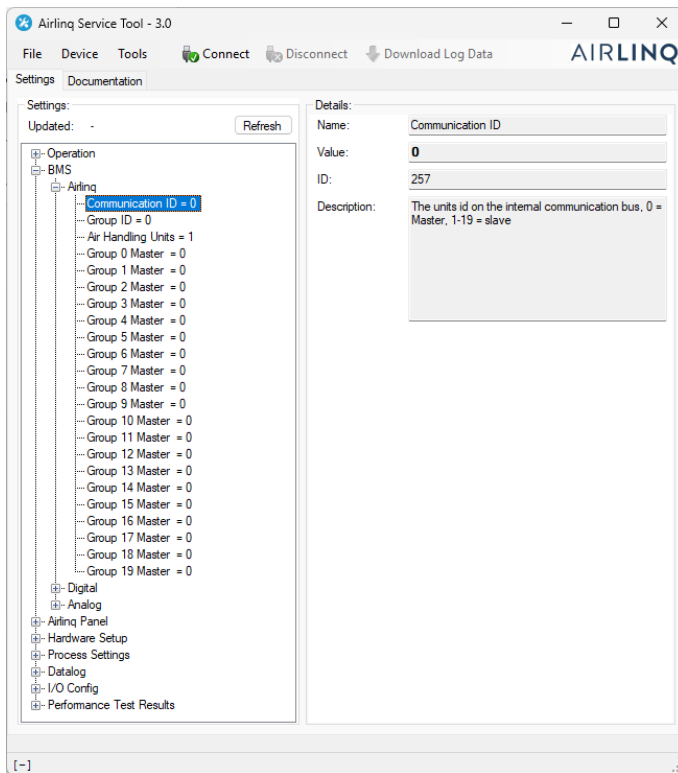 Airlinq Service Tool - 3.0
File Device Tools Connect Disconnect Download Log Data AIRLINQ
Settings Documentation
Settings:
Updated: - Refresh
Operation
BMS
Airlinq
Communication ID = 0
Group ID = 0
Air Handling Units = 1
Group 0 Master = 0
Group 1 Master = 0
Group 2 Master = 0
Group 3 Master = 0
Group 4 Master = 0
Group 5 Master = 0
Group 6 Master = 0
Group 7 Master = 0
Group 8 Master = 0
Group 9 Master = 0
Group 10 Master = 0
Group 11 Master = 0
Group 12 Master = 0
Group 13 Master = 0
Group 14 Master = 0
Group 15 Master = 0
Group 16 Master = 0
Group 17 Master = 0
Group 18 Master = 0
Group 19 Master = 0
Digital
Analog
Airlinq Panel
Hardware Setup
Process Settings
Datalog
I/O Config
Performance Test Results
Details:
Name: Communication ID
Value: 0
ID: 257
Description: The units id on the internal communication bus, 0 =
Master, 1-19 = slave
[-]